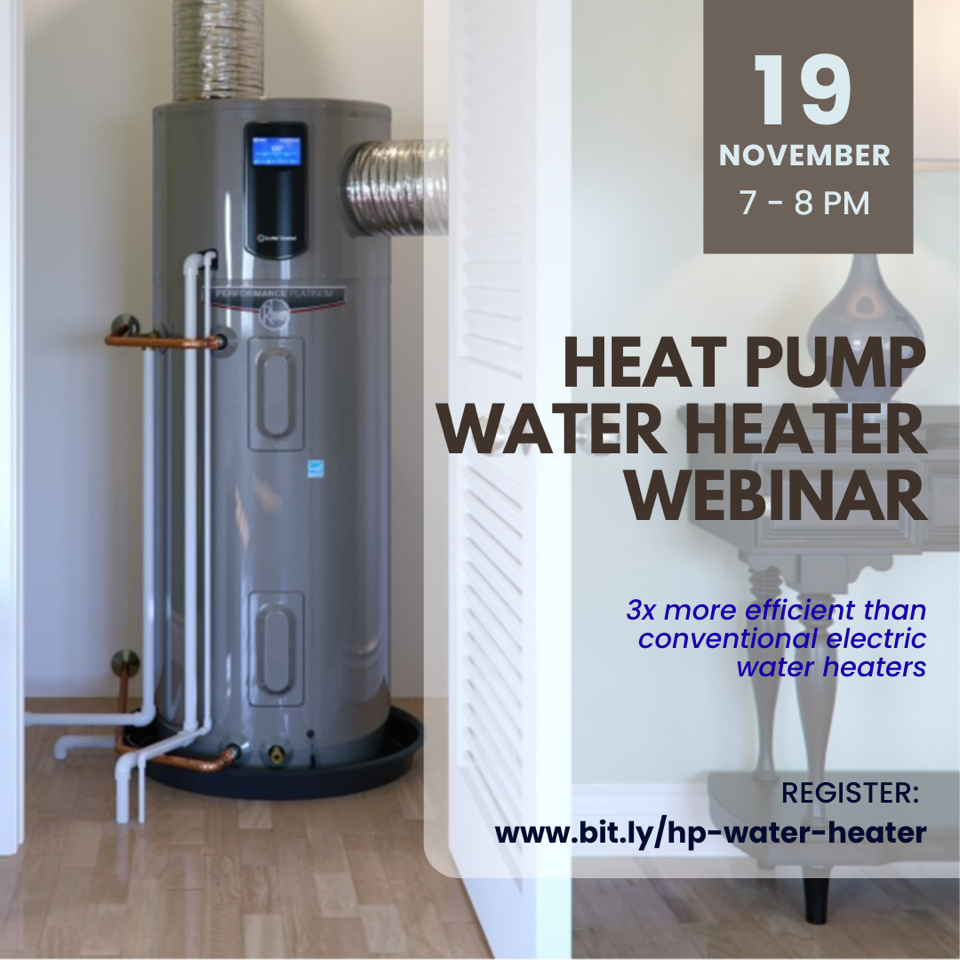 19
NOVEMBER
7 - 8 PM
PERFORMANCE PLATINUM
Rheem
HEAT PUMP
WATER HEATER
WEBINAR
3x more efficient than
conventional electric
water heaters
REGISTER:
www.bit.ly/hp-water-heater